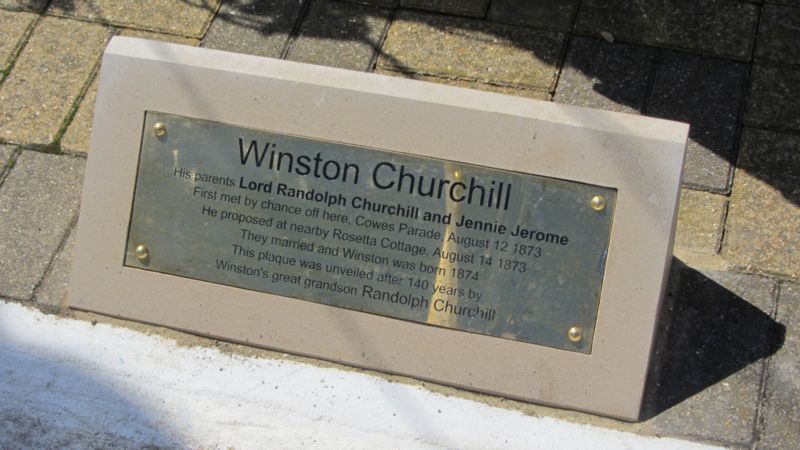 Winston Churchill
His parents Lord Randolph Churchill and Jennie Jerome
First met by chance off here, Cowes Parade, August 12 1873
He proposed at nearby Rosetta Cottage, August 14 1873
They married and Winston was born 1874
This plaque was unveiled after 140 years by
Winston's great grandson Randolph Churchill